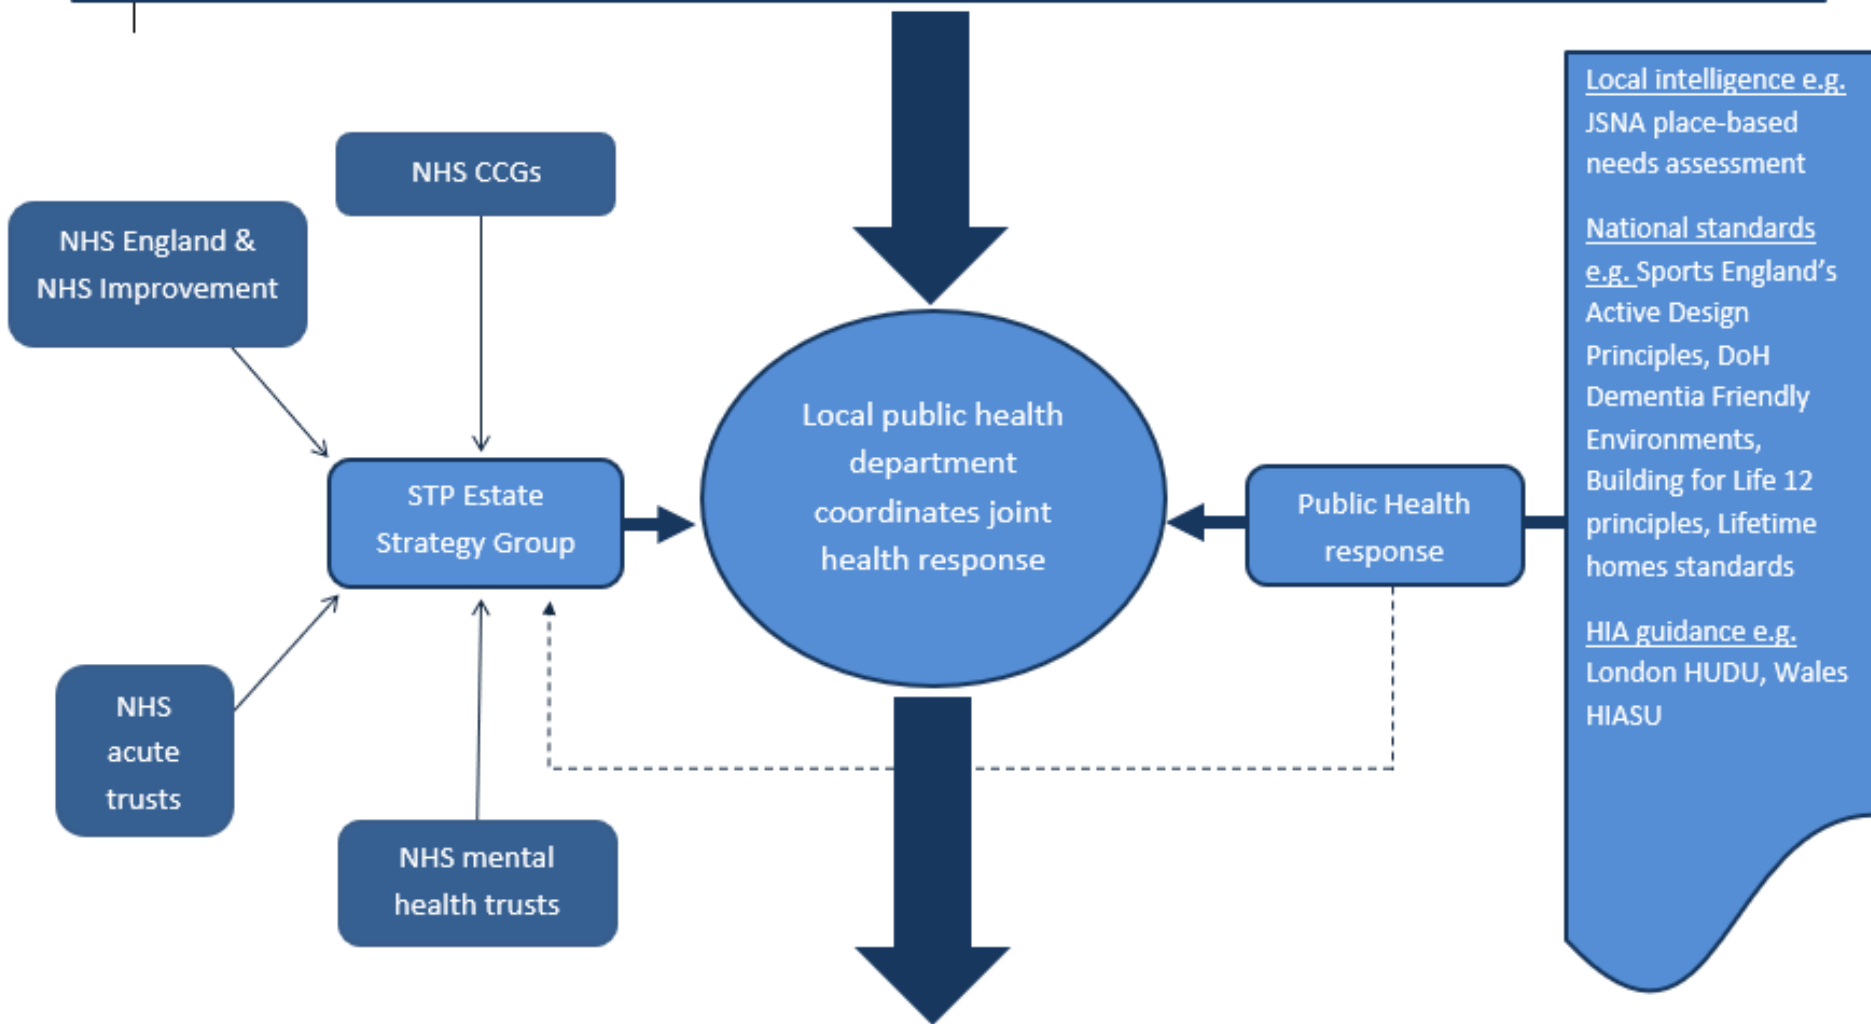 NHS CCGs
NHS England &
NHS Improvement
STP Estate
Strategy Group
NHS
acute
trusts
NHS mental
health trusts
Local public health
department
coordinates joint
health response
Public Health
response
Local intelligence e.g.
JSNA place-based
needs assessment
National standards
e.g. Sports England’s
Active Design
Principles, DoH
Dementia Friendly
Environments,
Building for Life 12
principles, Lifetime
homes standards
HIA guidance e.g.
London HUDU, Wales
HIASU